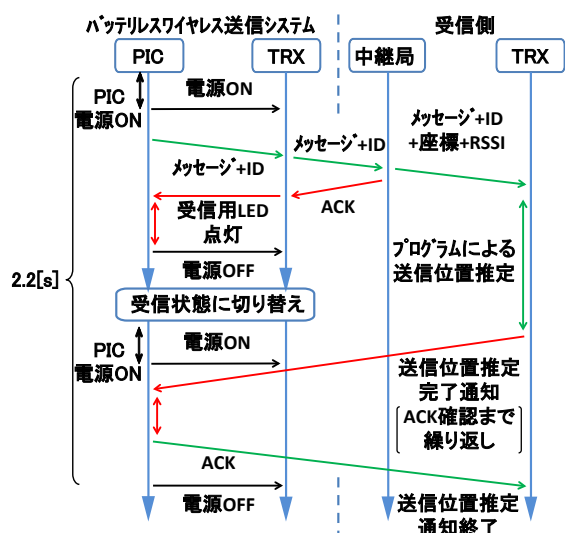 バッテリレスワイヤレス送信システム
受信側
PIC
TRX
中継局
TRX
PIC
電源ON
電源ON
メッセージ+ID
メッセージ+ID
メッセージ+ID
+座標+RSSI
ACK
受信用LED
点灯
電源OFF
プログラムによる
送信位置推定
2.2[s]
受信状態に切り替え
PIC
電源ON
電源ON
送信位置推定
完了通知
ACK確認まで
繰り返し
ACK
電源OFF
送信位置推定
通知終了